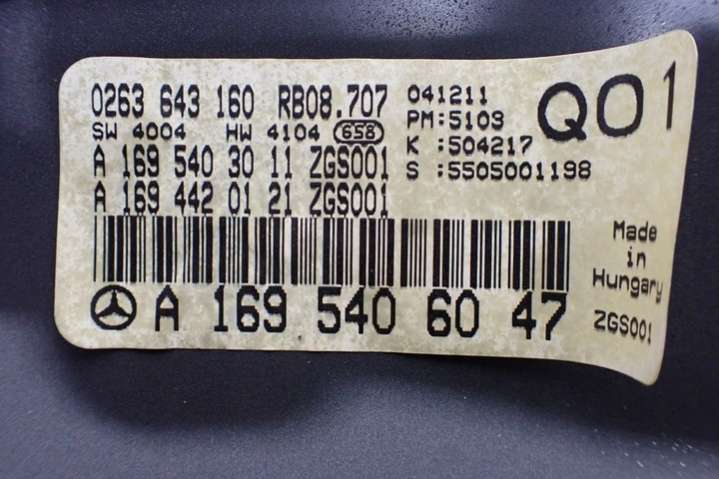 0263 643 160 RB08.707
SW 4004 HW 4104 658
A 169 540 30 11 ZGS001
A 169 442 01 21 ZGS001
041211
PM:5103
K :504217
S :5505001198
Q01
A 169 540 60 47
Made
in
Hungary
ZGS001